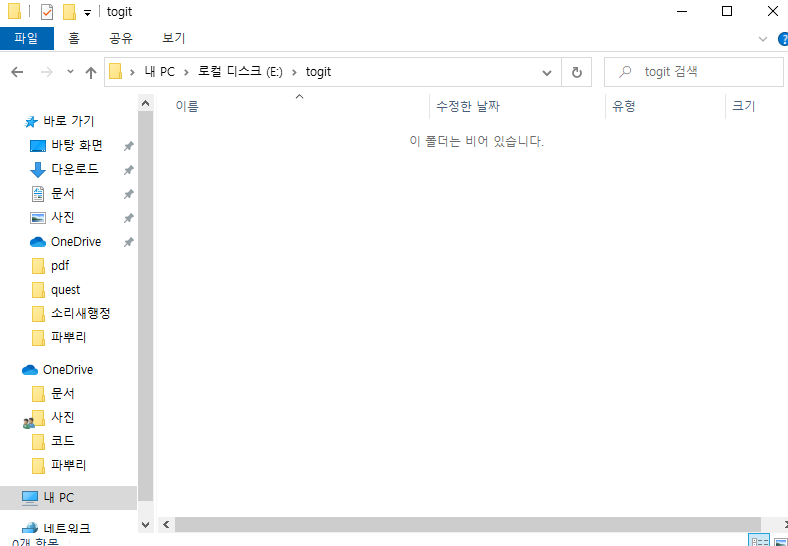 togit
파일 홈 공유 보기
내 PC 로컬 디스크 (E:) togit
togit 검색
이름 수정한 날짜 유형 크기
이 폴더는 비어 있습니다.
바로 가기
바탕 화면
다운로드
문서
사진
OneDrive
pdf
quest
소리새행정
파뿌리
OneDrive
문서
사진
코드
파뿌리
내 PC
네트워크
0개 항목